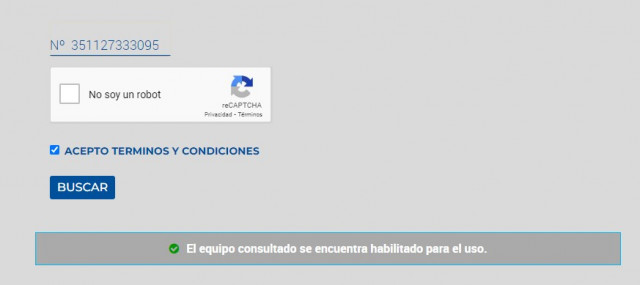 Nº 351127333095
No soy un robot
reCAPTCHA
Privacidad - Términos
ACEPTO TERMINOS Y CONDICIONES
BUSCAR
El equipo consultado se encuentra habilitado para el uso.